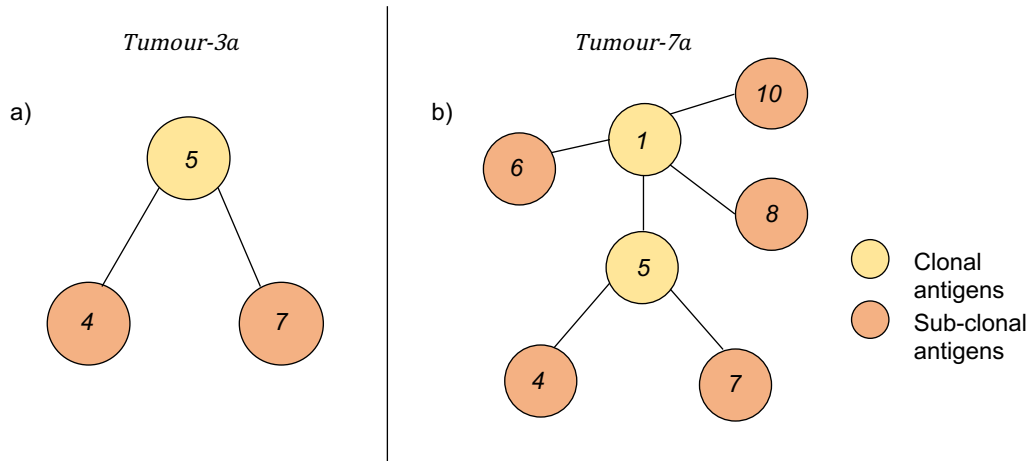 Tumour-3a
a)
5
4
7
Tumour-7a
b)
10
1
6
8
5
4
7
Clonal
antigens
Sub-clonal
antigens